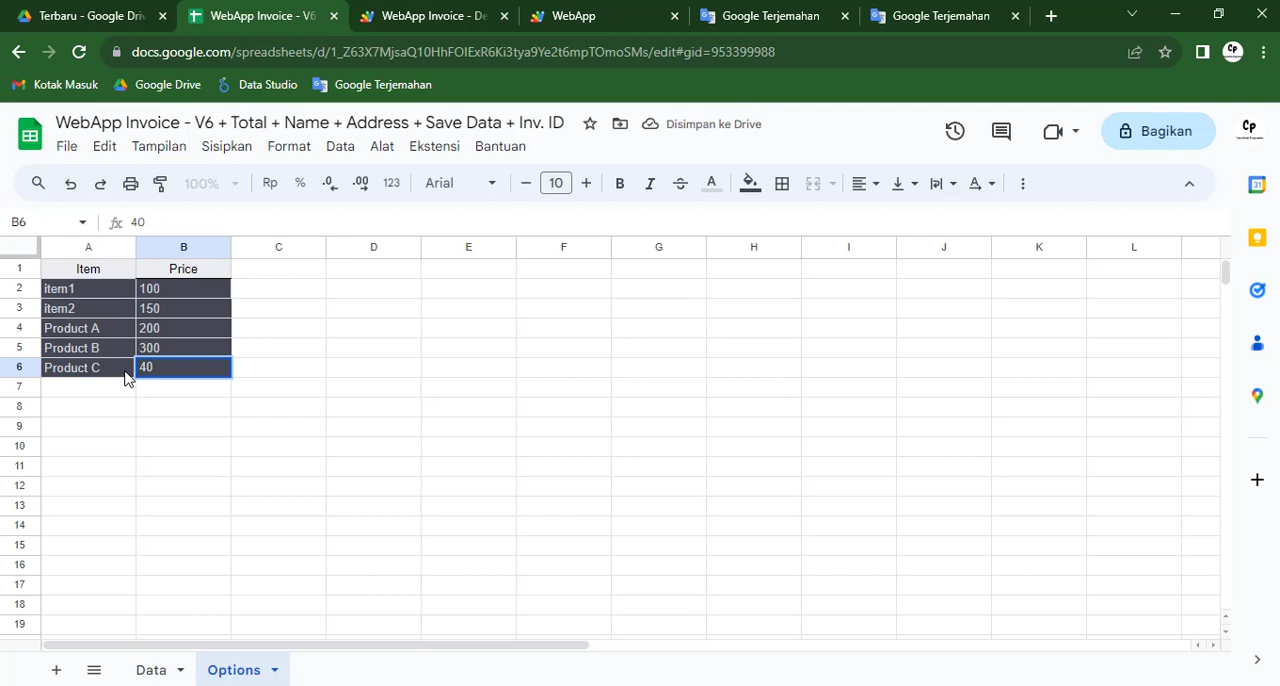 Terbaru - Google Driv
WebApp Invoice - V6
WebApp Invoice - De
WebApp
Google Terjemahan
Google Terjemahan
docs.google.com/spreadsheets/d/1_Z63X7MjsaQ10HhFOIExR6Ki3tya9Ye2t6mpTOmoSMs/edit#gid=953399988
Kotak Masuk
Google Drive
Data Studio
Google Terjemahan
WebApp Invoice - V6 + Total + Name + Address + Save Data + Inv. ID
Disimpan ke Drive
File Edit Tampilan Sisipkan Format Data Alat Ekstensi Bantuan
Bagikan
100% Rp % .0 .00 123 Arial 10 B I A
B6 fx 40
A B C D E F G H I J K L
1 Item Price
2 item1 100
3 item2 150
4 Product A 200
5 Product B 300
6 Product C 40
7
8
9
10
11
12
13
14
15
16
17
18
19
Data Options